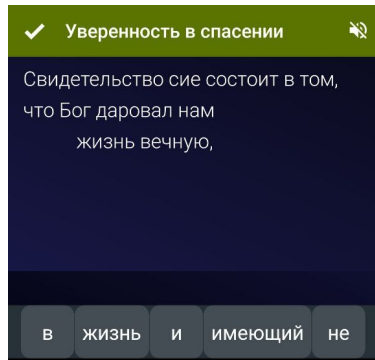 Уверенность в спасении
Свидетельство сие состоит в том,
что Бог даровал нам
жизнь вечную,
в жизнь и имеющий не